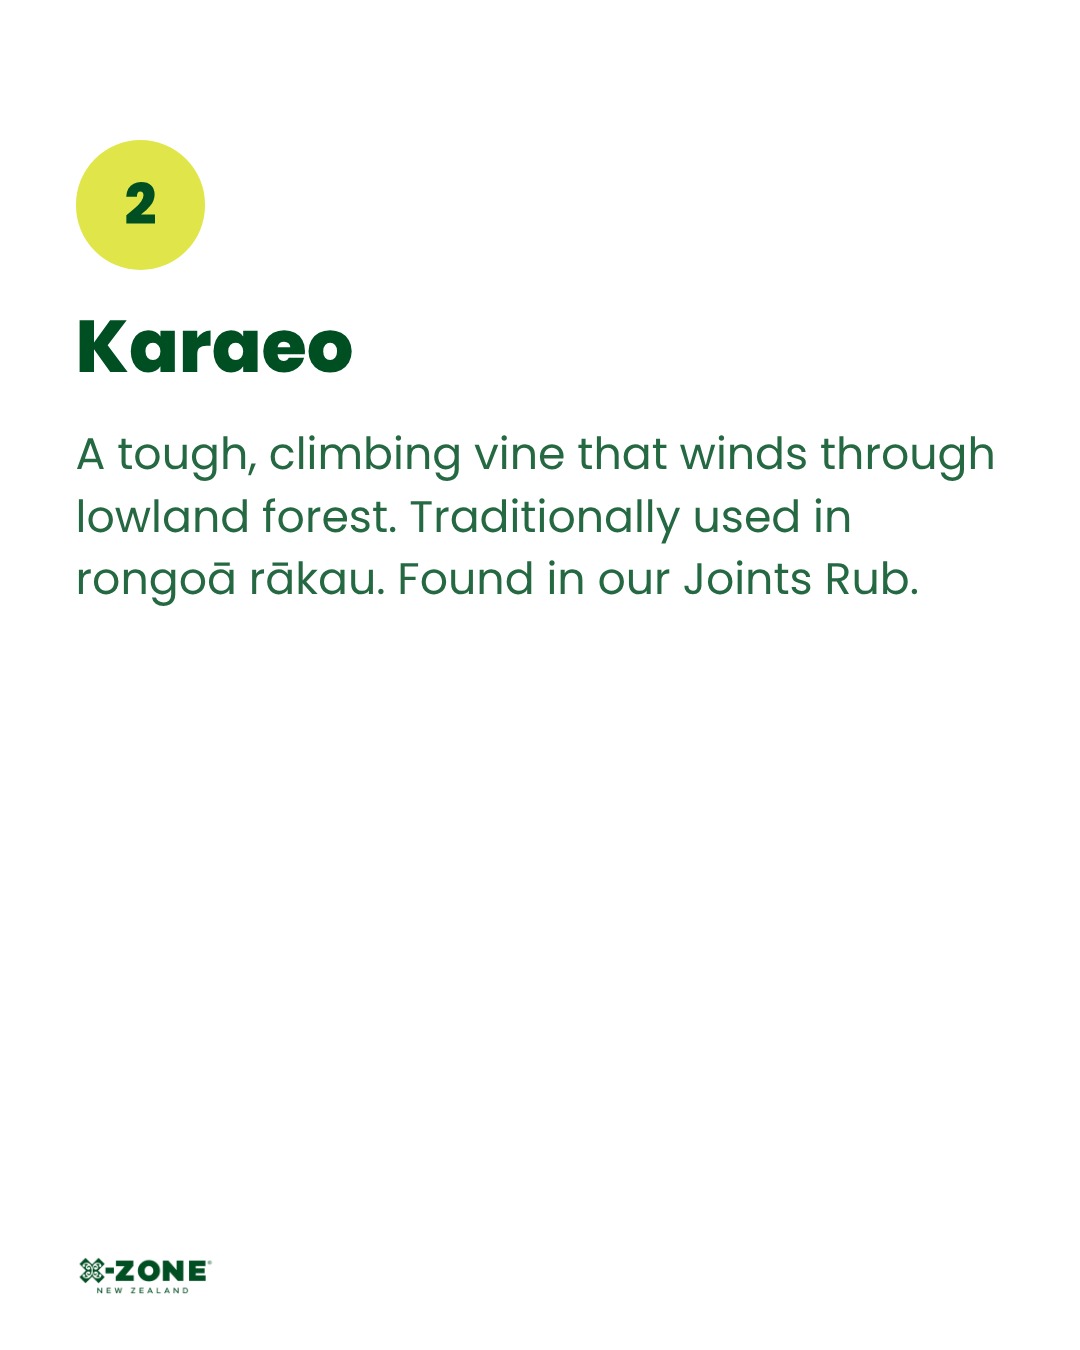 2
Karaeo
A tough, climbing vine that winds through
lowland forest. Traditionally used in
rongoā rākau. Found in our Joints Rub.
X-ZONE®
NEW ZEALAND